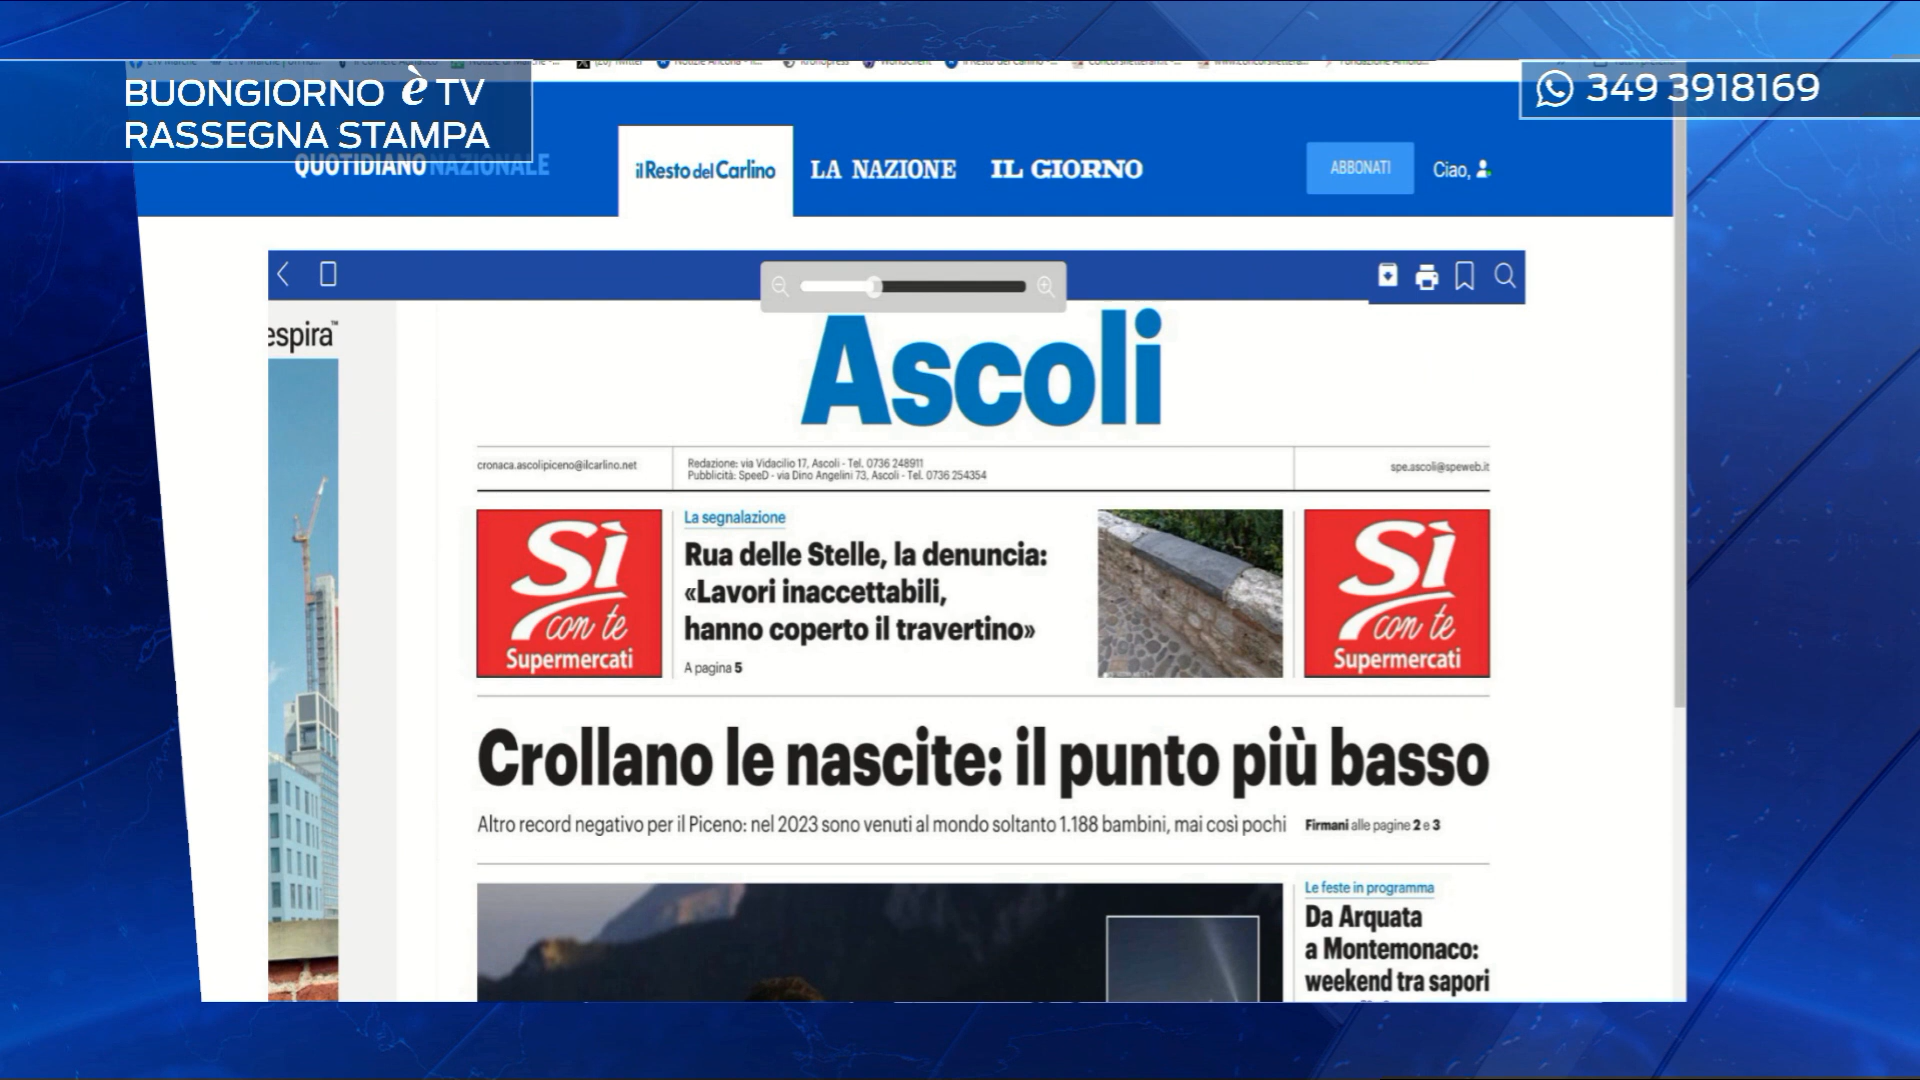 BUONGIORNO è TV
RASSEGNA STAMPA
349 3918169
QUOTIDIANO NAZIONALE
il Resto del Carlino
LA NAZIONE
IL GIORNO
ABBONATI
Ciao,
espira™
Ascoli
cronaca.ascolipiceno@ilcarlino.net
Redazione: via Vidacilio 17, Ascoli - Tel. 0736 248911
Pubblicità: SpeeD - via Dino Angelini 73, Ascoli - Tel. 0736 254354
spe.ascoli@speweb.it
Sì
con te
Supermercati
La segnalazione
Rua delle Stelle, la denuncia:
«Lavori inaccettabili,
hanno coperto il travertino»
A pagina 5
Sì
con te
Supermercati
Crollano le nascite: il punto più basso
Altro record negativo per il Piceno: nel 2023 sono venuti al mondo soltanto 1.188 bambini, mai così pochi
Firmani alle pagine 2 e 3
Le feste in programma
Da Arquata
a Montemonaco:
weekend tra sapori